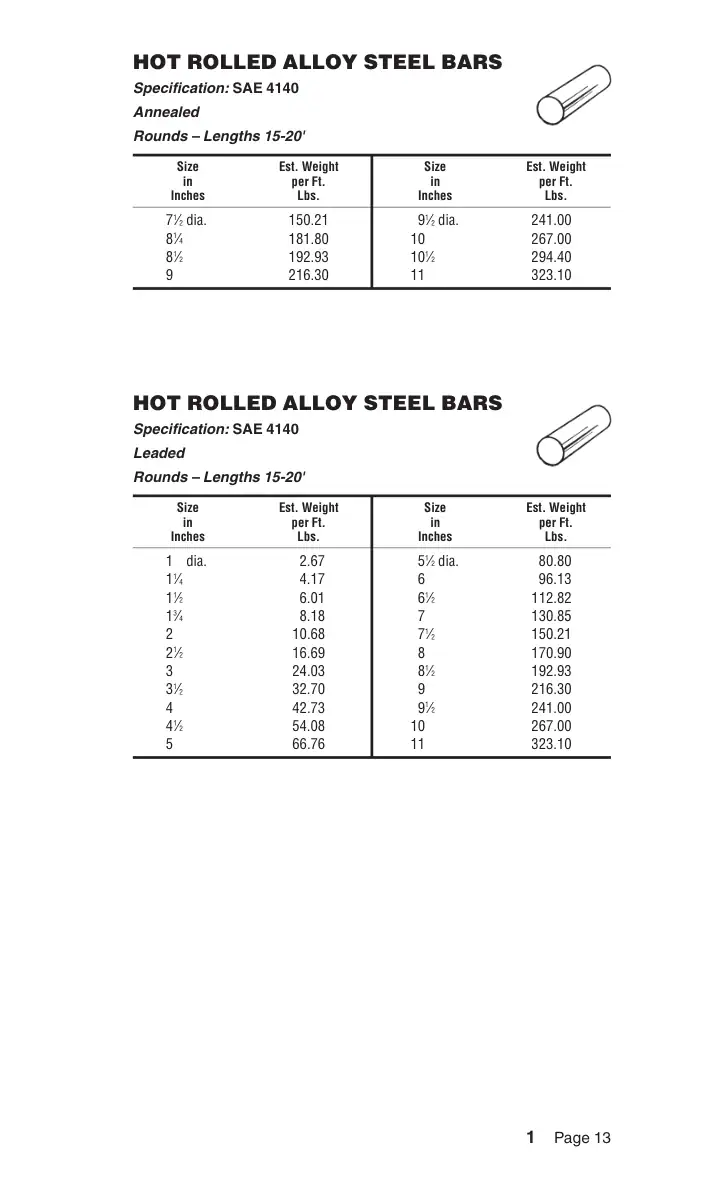 HOT ROLLED ALLOY STEEL BARS
Specification: SAE 4140
Annealed
Rounds – Lengths 15-20'
Size in Inches Est. Weight per Ft. Lbs. Size in Inches Est. Weight per Ft. Lbs.
7½ dia. 150.21 9½ dia. 241.00
8¼ 181.80 10 267.00
8½ 192.93 10½ 294.40
9 216.30 11 323.10
HOT ROLLED ALLOY STEEL BARS
Specification: SAE 4140
Leaded
Rounds – Lengths 15-20'
Size in Inches Est. Weight per Ft. Lbs. Size in Inches Est. Weight per Ft. Lbs.
1 dia. 2.67 5½ dia. 80.80
1¼ 4.17 6 96.13
1½ 6.01 6½ 112.82
1¾ 8.18 7 130.85
2 10.68 7½ 150.21
2½ 16.69 8 170.90
3 24.03 8½ 192.93
3½ 32.70 9 216.30
4 42.73 9½ 241.00
4½ 54.08 10 267.00
5 66.76 11 323.10
1 Page 13